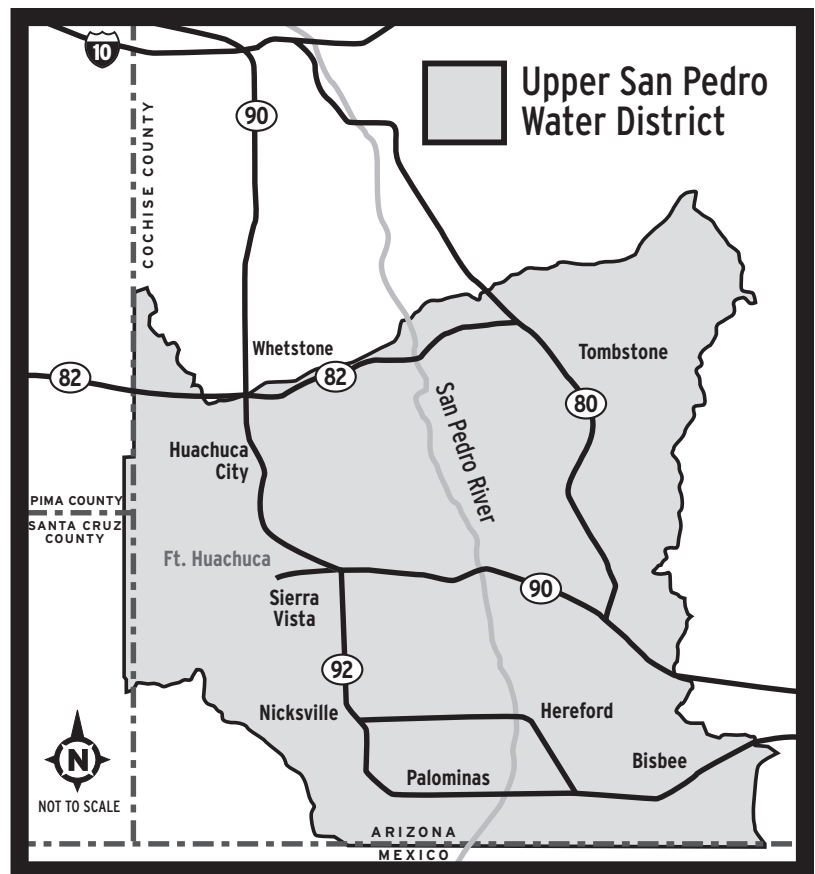 Upper San Pedro
Water District
10
90
COCHISE COUNTY
Whetstone
82
82
Tombstone
80
San Pedro River
Huachuca
City
PIMA COUNTY
SANTA CRUZ
COUNTY
Ft. Huachuca
Sierra
Vista
90
92
Nicksville
Hereford
Bisbee
Palominas
N
NOT TO SCALE
ARIZONA
MEXICO